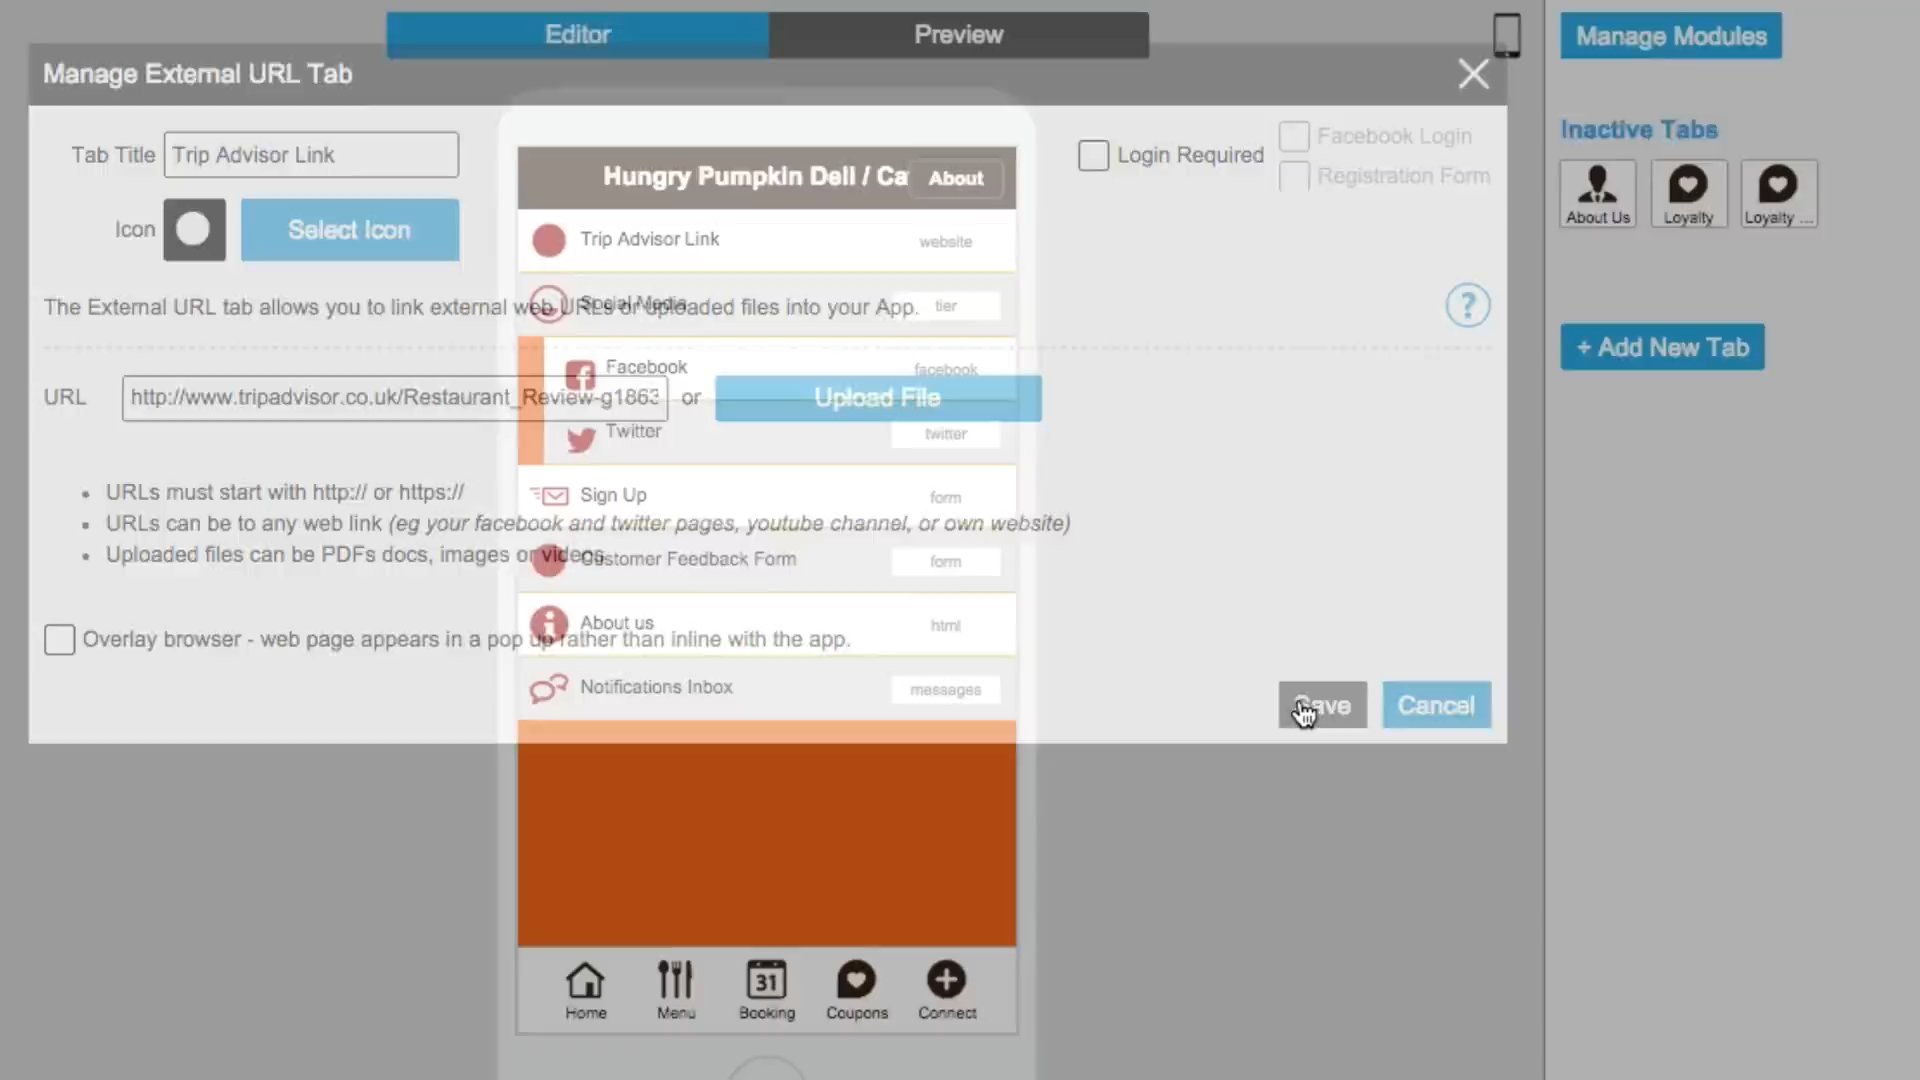 Editor
Preview
Manage Modules
Manage External URL Tab
Tab Title
Trip Advisor Link
Login Required
Facebook Login
Registration Form
Icon
Select Icon
Inactive Tabs
About Us
Loyalty
Loyalty ...
+ Add New Tab
Hungry Pumpkin Deli / Ca
About
Trip Advisor Link
website
Social Media
tier
The External URL tab allows you to link external web URLs or uploaded files into your App.
?
Facebook
facebook
URL
http://www.tripadvisor.co.uk/Restaurant_Review-g1863
or
Upload File
Twitter
twitter
URLs must start with http:// or https://
Sign Up
form
URLs can be to any web link (eg your facebook and twitter pages, youtube channel, or own website)
Uploaded files can be PDFs docs, images or videos
Customer Feedback Form
form
About us
html
Overlay browser - web page appears in a pop up rather than inline with the app.
Notifications Inbox
messages
Save
Cancel
31
Home
Menu
Booking
Coupons
Connect